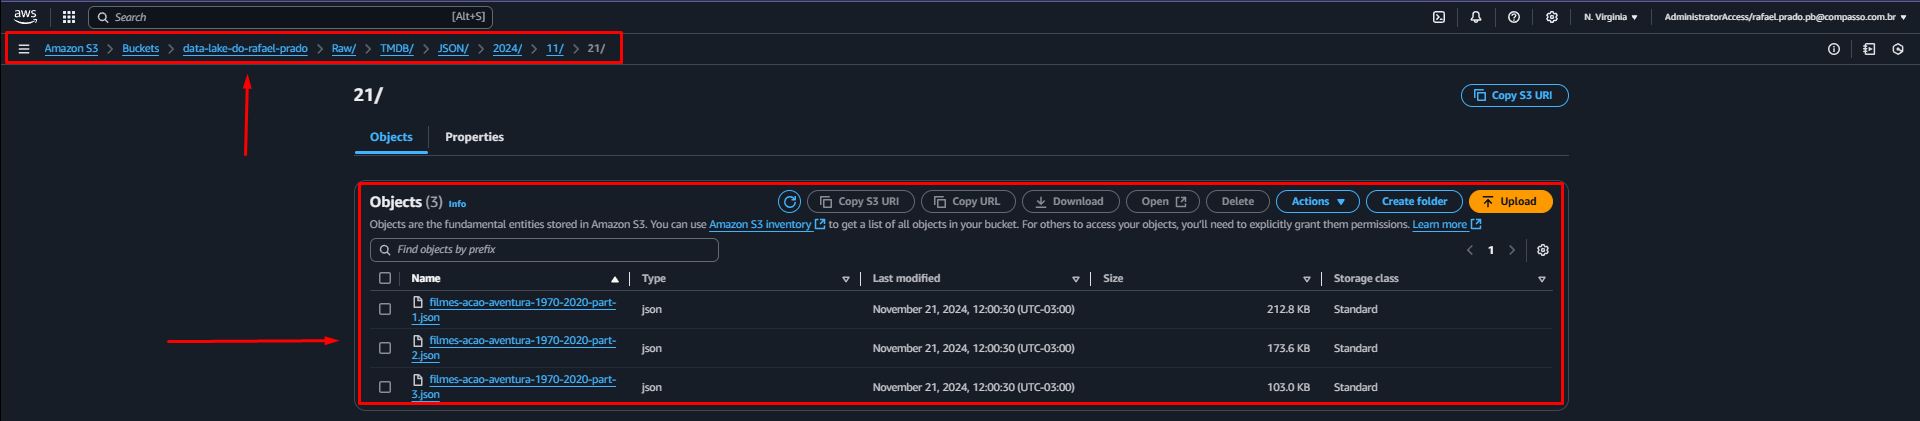 aws Search [Alt+S] N. Virginia AdministratorAccess/rafael.prado.pb@compasso.com.br
Amazon S3 > Buckets > data-lake-do-rafael-prado > Raw/ > TMDB/ > JSON/ > 2024/ > 11/ > 21/
21/
Copy S3 URI
Objects Properties
Objects (3) Info Copy S3 URI Copy URL Download Open Delete Actions Create folder Upload
Objects are the fundamental entities stored in Amazon S3. You can use Amazon S3 inventory to get a list of all objects in your bucket. For others to access your objects, you'll need to explicitly grant them permissions. Learn more
Find objects by prefix < 1 >
Name Type Last modified Size Storage class
filmes-acao-aventura-1970-2020-part-
1.json
json November 21, 2024, 12:00:30 (UTC-03:00) 212.8 KB Standard
filmes-acao-aventura-1970-2020-part-
2.json
json November 21, 2024, 12:00:30 (UTC-03:00) 173.6 KB Standard
filmes-acao-aventura-1970-2020-part-
3.json
json November 21, 2024, 12:00:30 (UTC-03:00) 103.0 KB Standard